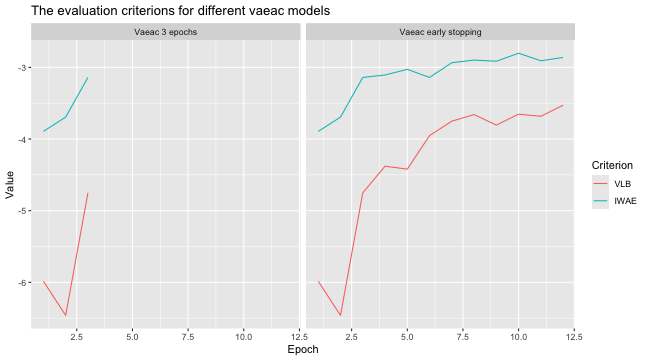 The evaluation criterions for different vaeac models
Vaeac 3 epochs
Vaeac early stopping
Value
-3
-4
-5
-6
2.5
5.0
7.5
10.0
12.5
2.5
5.0
7.5
10.0
12.5
Epoch
Criterion
VLB
IWAE